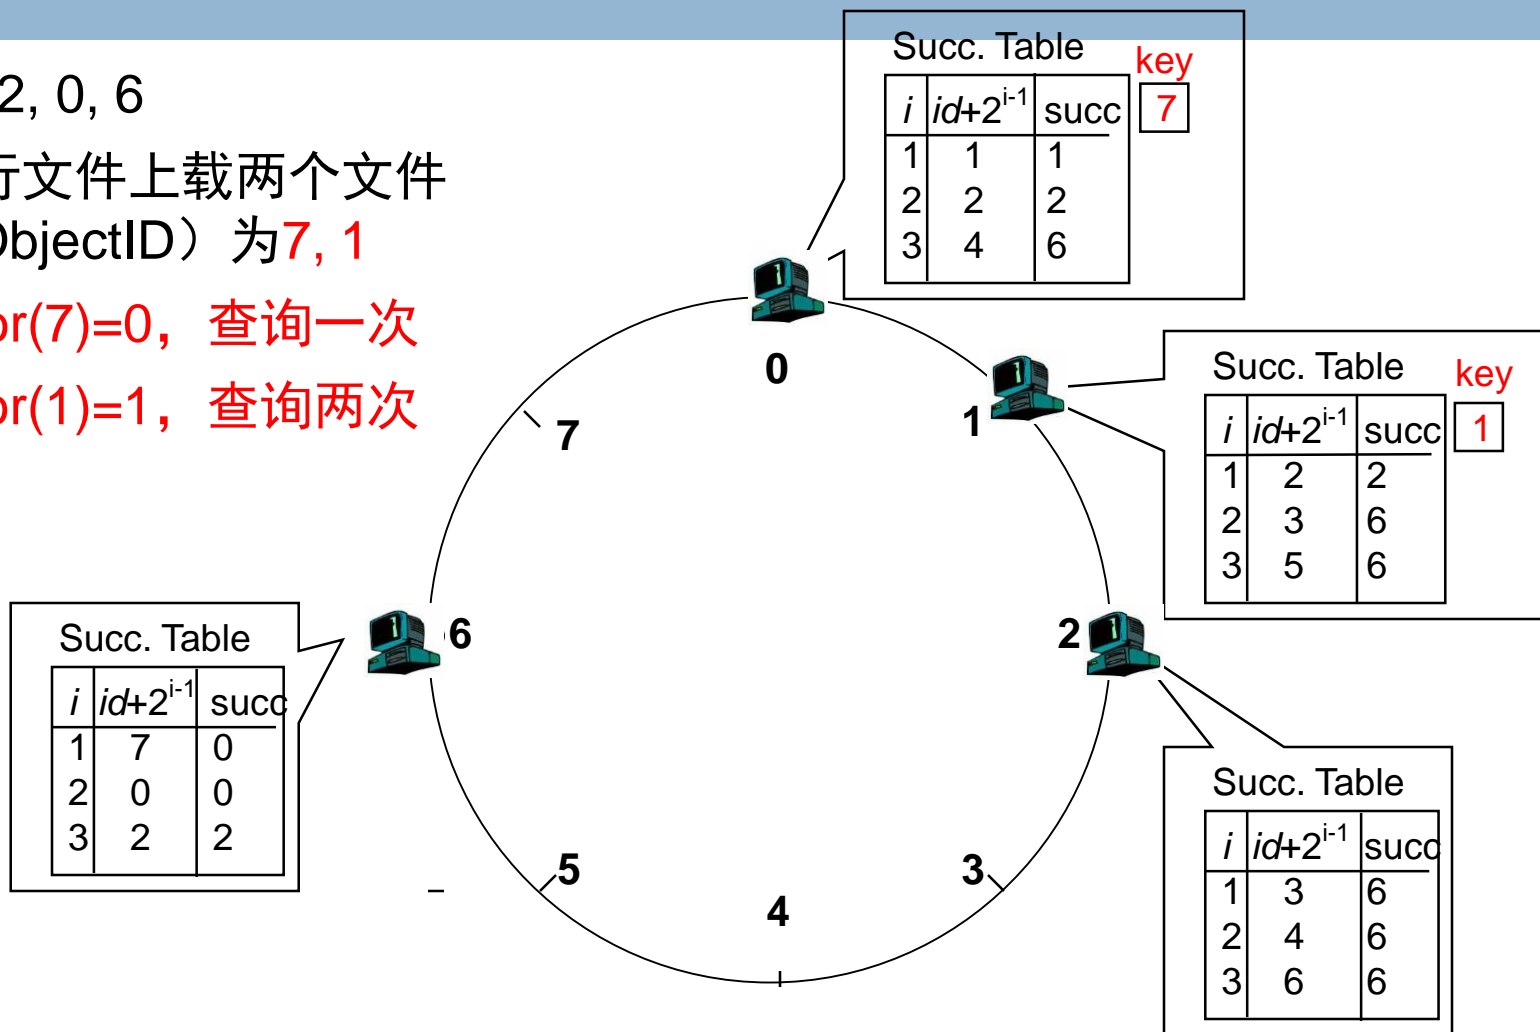 2, 0, 6
行文件上载两个文件
ObjectID）为7, 1
or(7)=0，查询一次
or(1)=1，查询两次
Succ. Table
key
i id+2^i-1 succ
7
1 1 1
2 2 2
3 4 6
0
Succ. Table
key
i id+2^i-1 succ
1
1 2 2
2 3 6
3 5 6
1
7
6
2
Succ. Table
i id+2^i-1 succ
1 7 0
2 0 0
3 2 2
5
3
4
Succ. Table
i id+2^i-1 succ
1 3 6
2 4 6
3 6 6